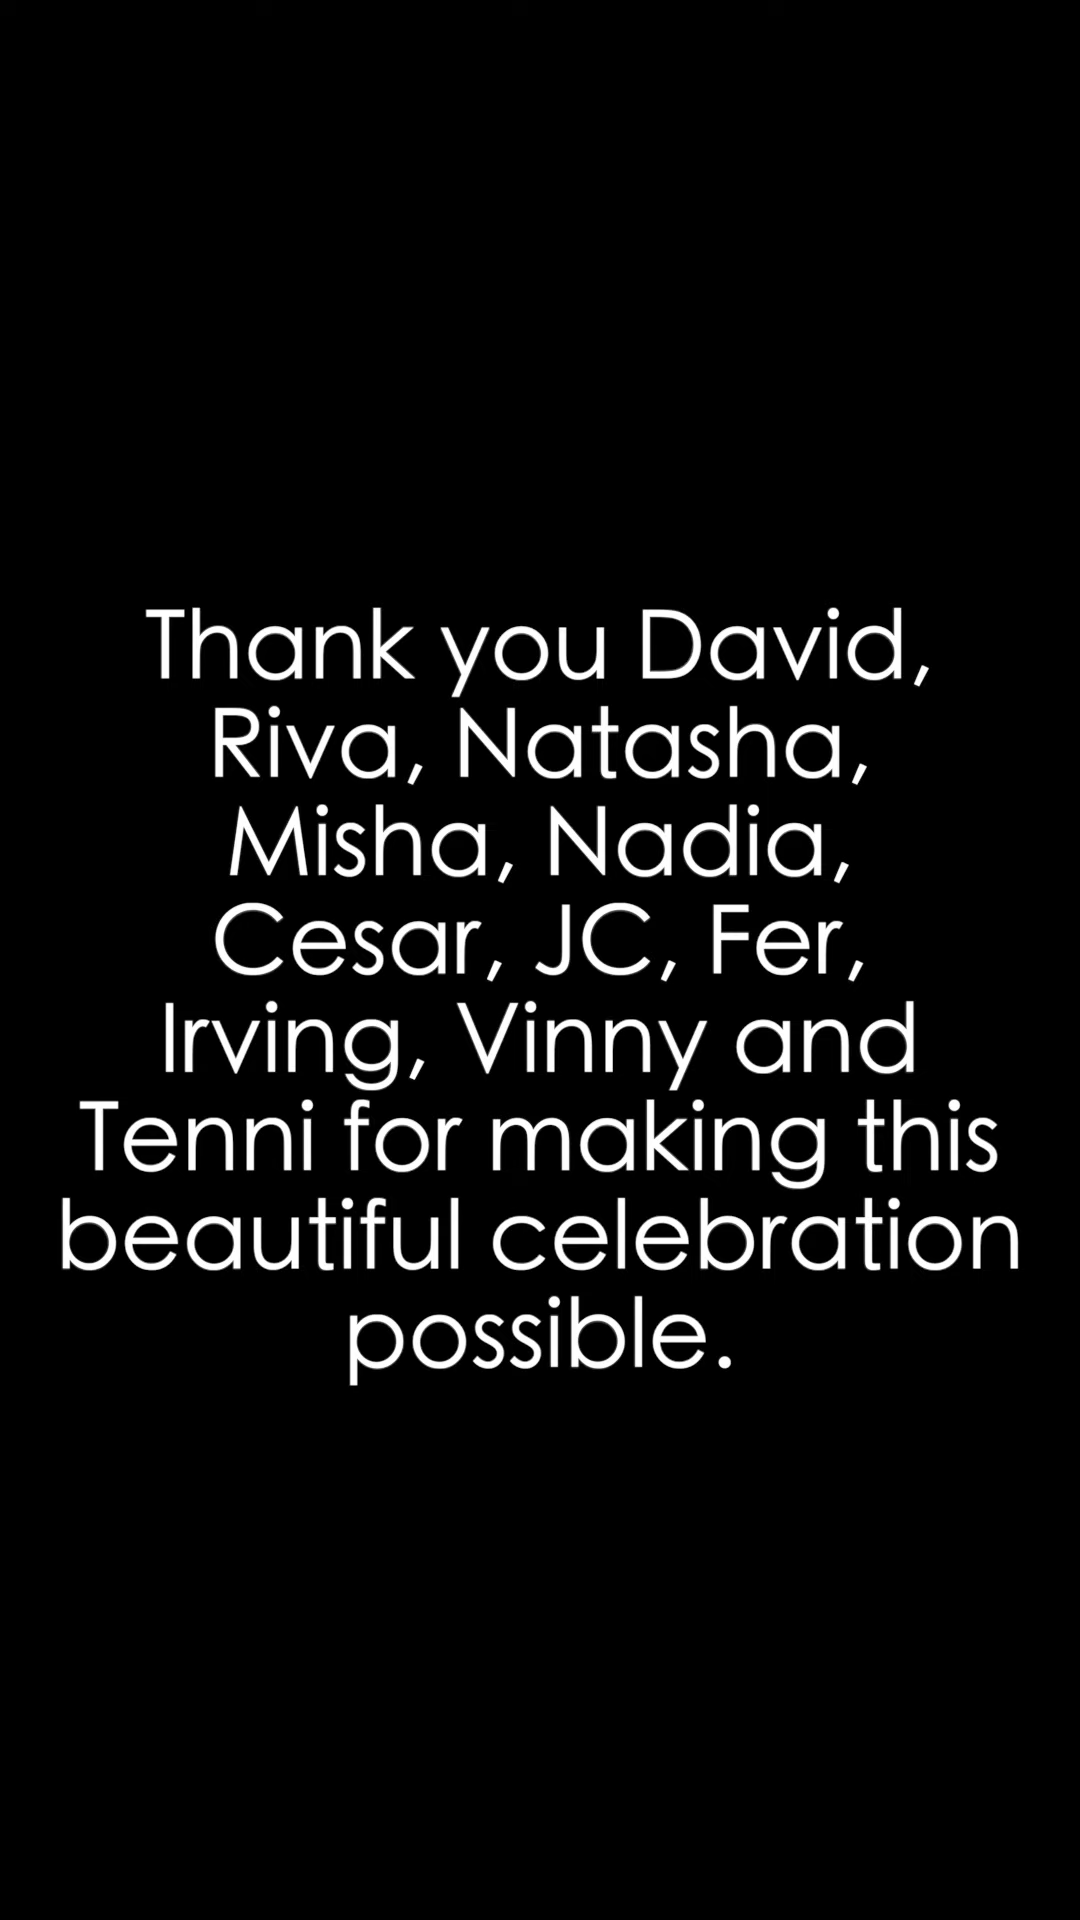 Thank you David,
Riva, Natasha,
Misha, Nadia,
Cesar, JC, Fer,
Irving, Vinny and
Tenni for making this
beautiful celebration
possible.